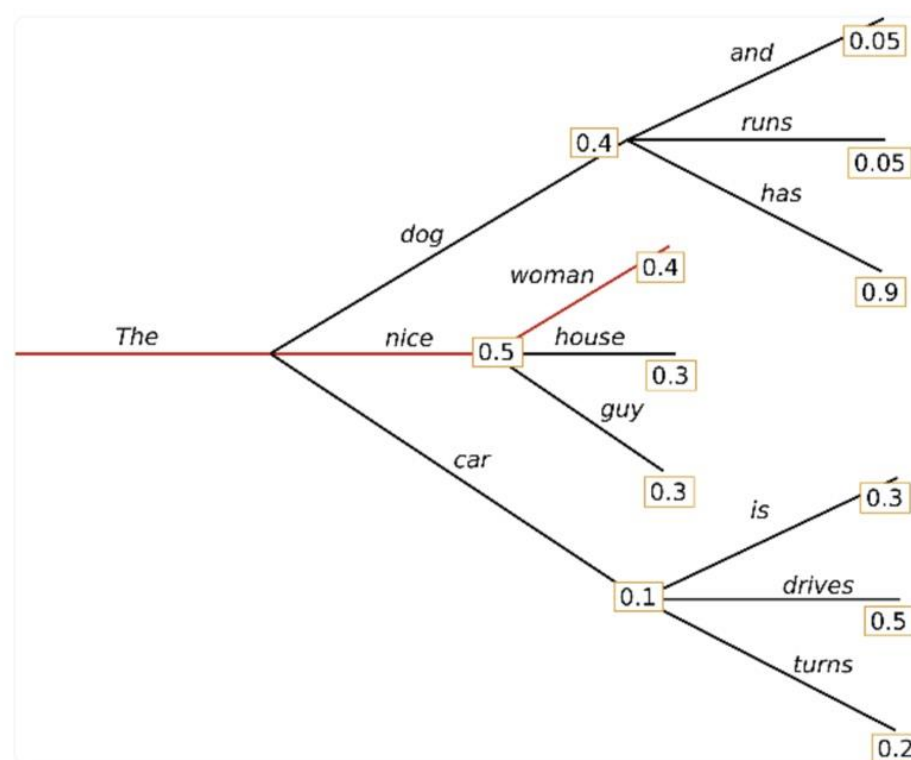 and
0.05
runs
0.4
0.05
has
dog
woman
0.4
0.9
The
nice
0.5
house
0.3
guy
car
0.3
is
0.3
drives
0.1
0.5
turns
0.2